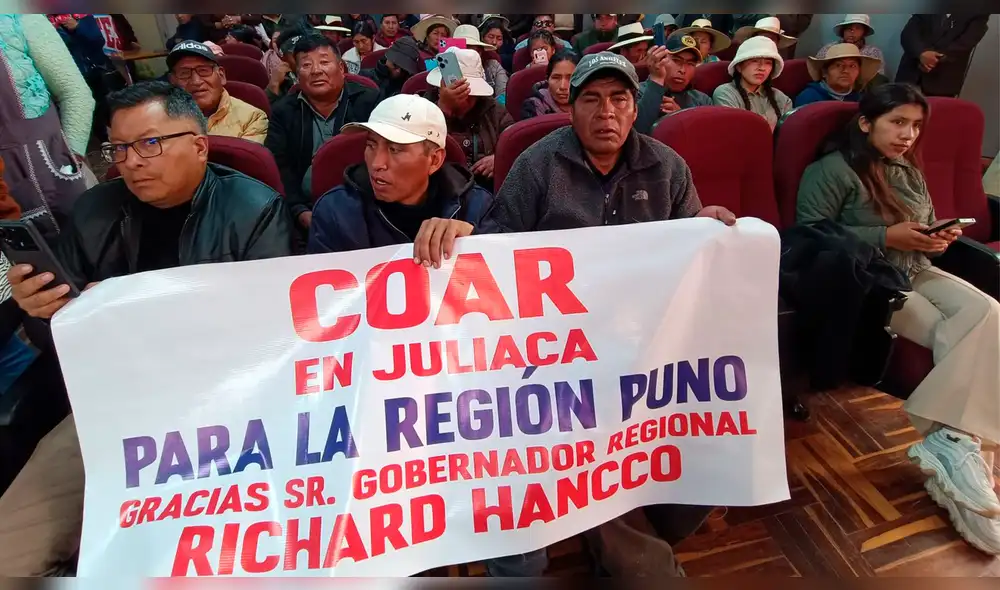 COAR
EN JULIACA
PARA LA REGIÓN PUNO
GRACIAS SR. GOBERNADOR REGIONAL
RICHARD HANCCO